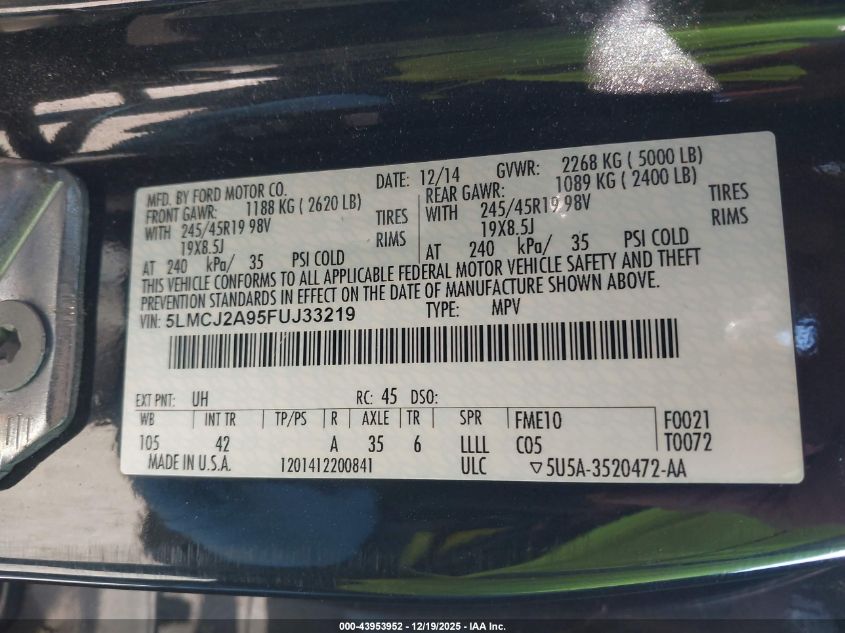 MFD. BY FORD MOTOR CO. DATE: 12/14 GVWR: 2268 KG ( 5000 LB)
FRONT GAWR: 1188 KG ( 2620 LB) REAR GAWR: 1089 KG ( 2400 LB)
WITH 245/45R19 98V TIRES WITH 245/45R19 98V TIRES
19X8.5J RIMS 19X8.5J RIMS
AT 240 kPa/ 35 PSI COLD AT 240 kPa/ 35 PSI COLD
THIS VEHICLE CONFORMS TO ALL APPLICABLE FEDERAL MOTOR VEHICLE SAFETY AND THEFT
PREVENTION STANDARDS IN EFFECT ON THE DATE OF MANUFACTURE SHOWN ABOVE.
VIN: 5LMCJ2A95FUJ33219 TYPE: MPV
EXT PNT: UH RC: 45 DSO:
WB INT TR TP/PS R AXLE TR SPR FME10 F0021
105 42 A 35 6 LLLL C05 T0072
MADE IN U.S.A. 1201412200841 ULC ▽5U5A-3520472-AA
000-43953952 | 12/19/2025 - IAA Inc.